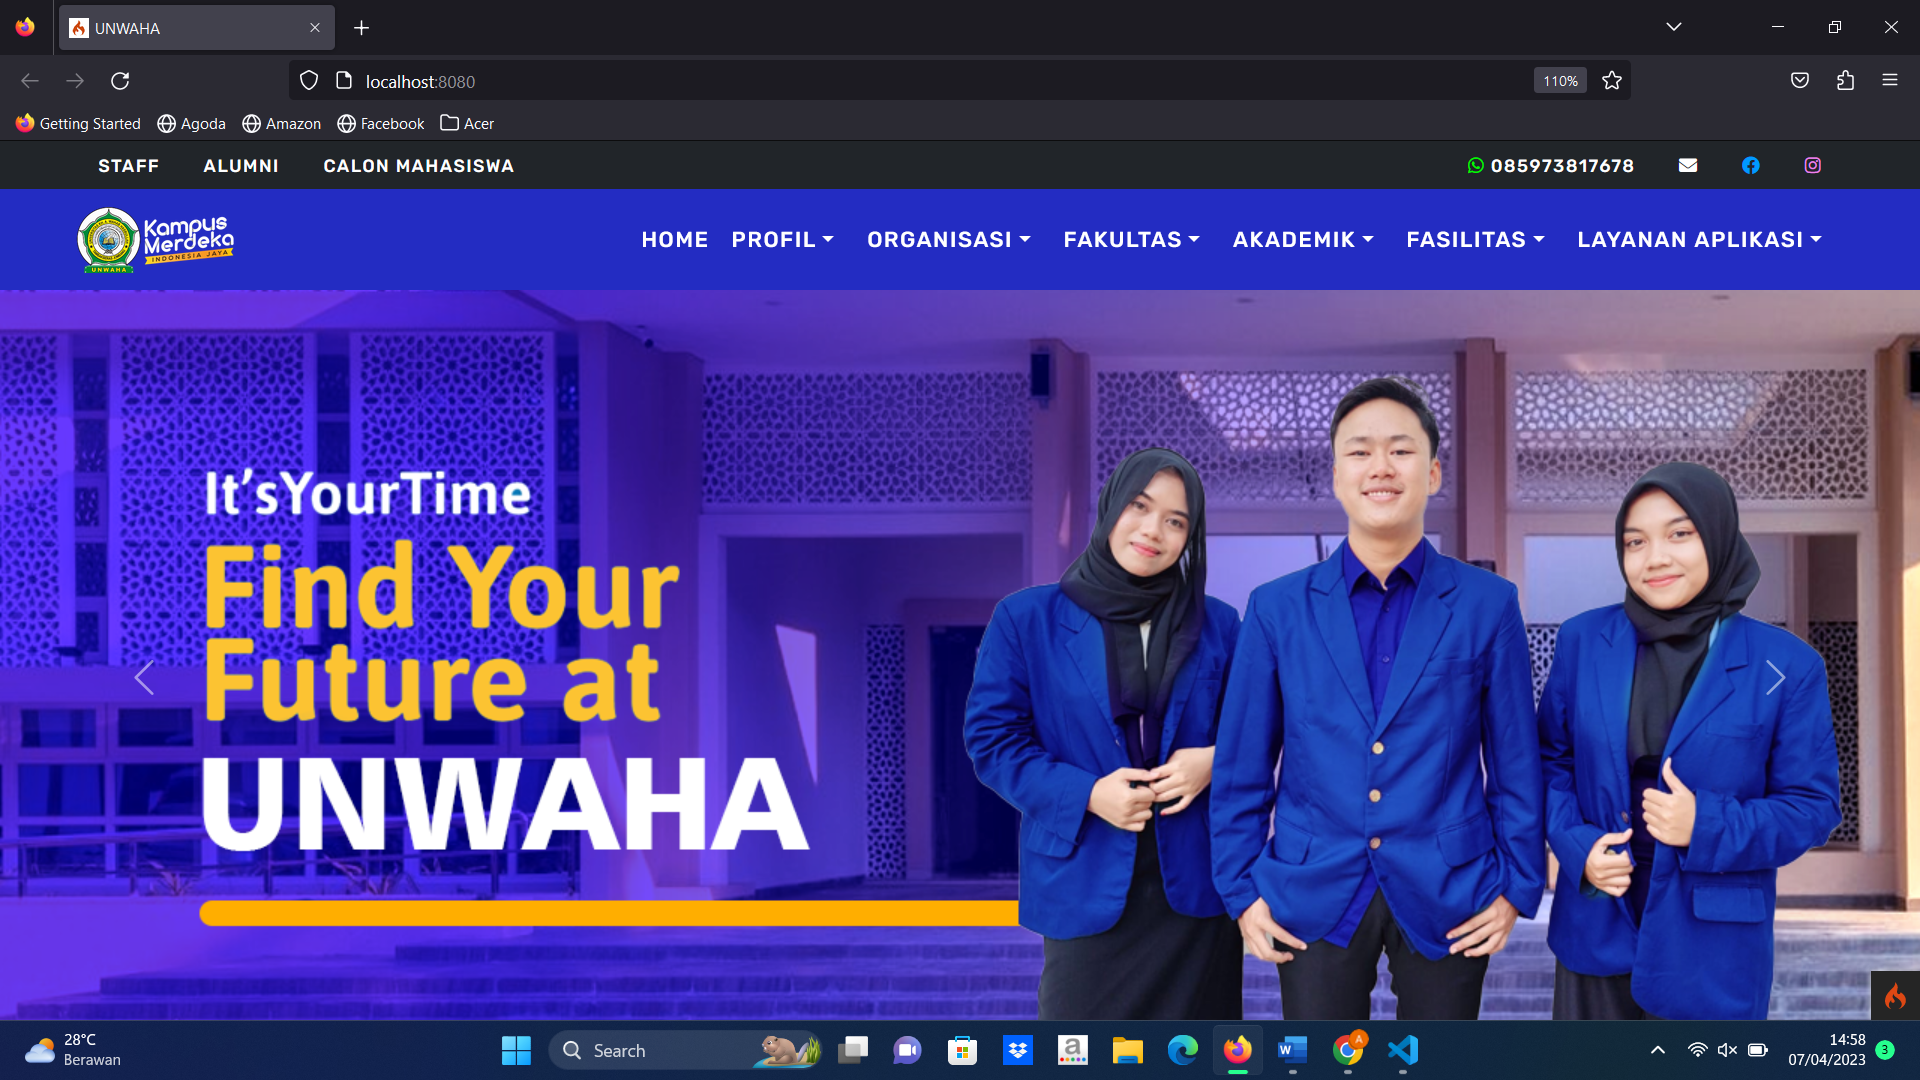 UNWAHA
localhost:8080
110%
Getting Started
Agoda
Amazon
Facebook
Acer
STAFF
ALUMNI
CALON MAHASISWA
085973817678
UNWAHA
Kampus
Merdeka
INDONESIA JAYA
HOME
PROFIL
ORGANISASI
FAKULTAS
AKADEMIK
FASILITAS
LAYANAN APLIKASI
It'sYourTime
Find Your
Future at
UNWAHA
28°C
Berawan
Search
A
14:58
07/04/2023
3